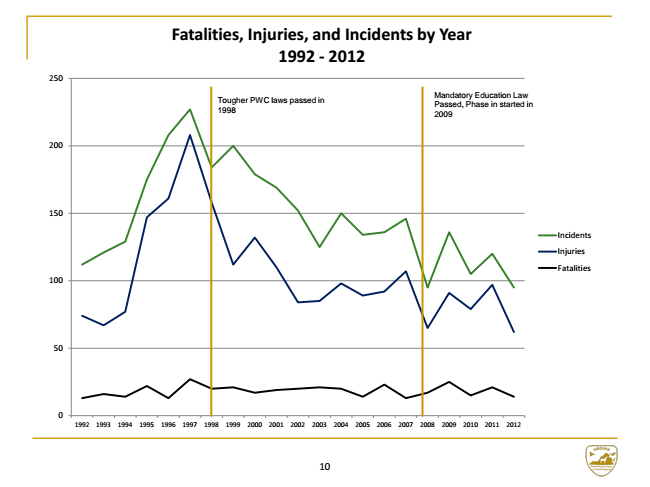 Fatalities, Injuries, and Incidents by Year
1992 - 2012
250
200
150
100
50
0
Tougher PWC laws passed in
1998
Mandatory Education Law
Passed, Phase in started in
2009
Incidents
Injuries
Fatalities
1992 1993 1994 1995 1996 1997 1998 1999 2000 2001 2002 2003 2004 2005 2006 2007 2008 2009 2010 2011 2012
10